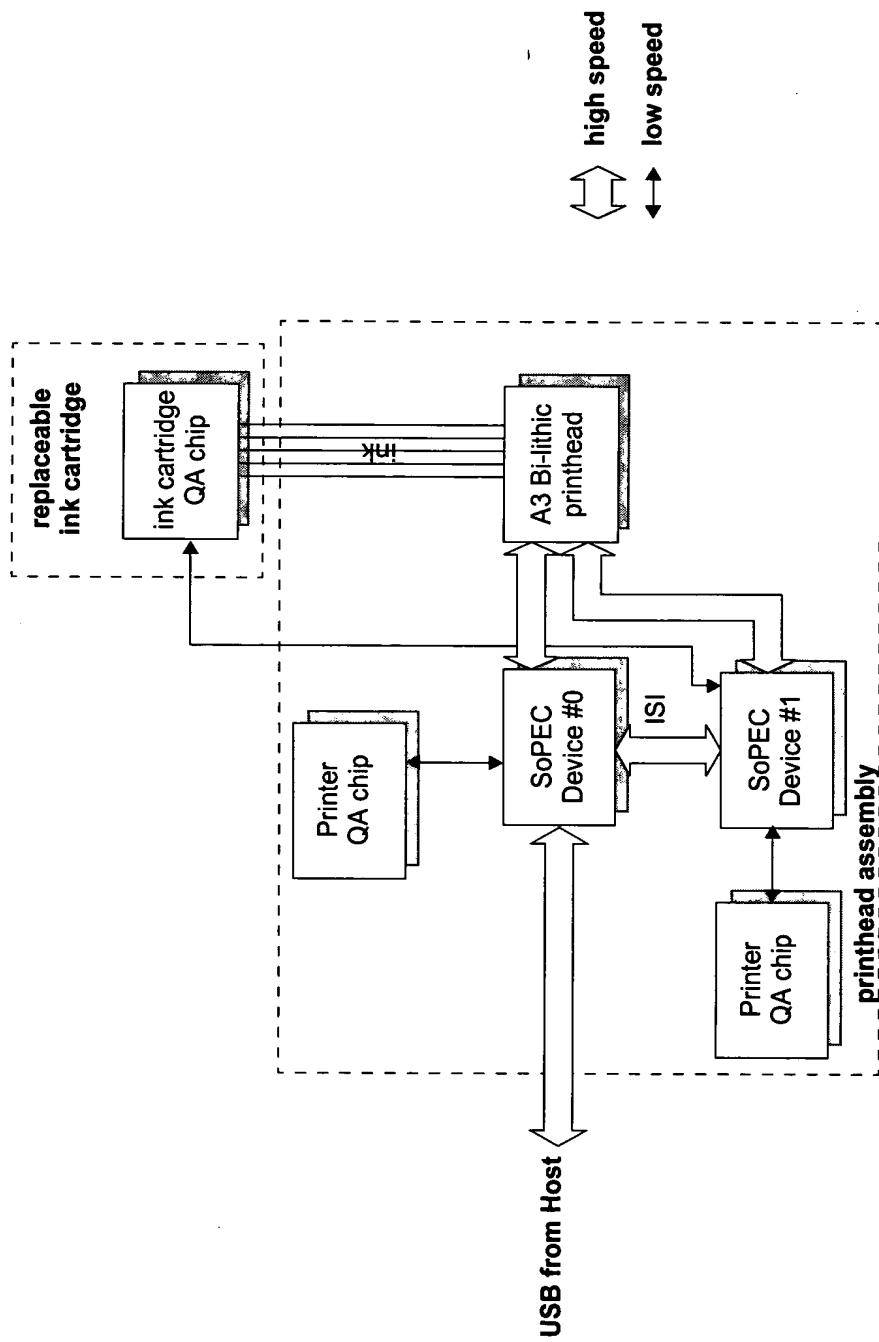 replaceable
ink cartridge
ink cartridge
QA chip
ink
Printer
QA chip
SoPEC
Device #0
A3 Bi-lithic
printhead
ISI
USB from Host
Printer
QA chip
SoPEC
Device #1
printhead assembly
high speed
low speed